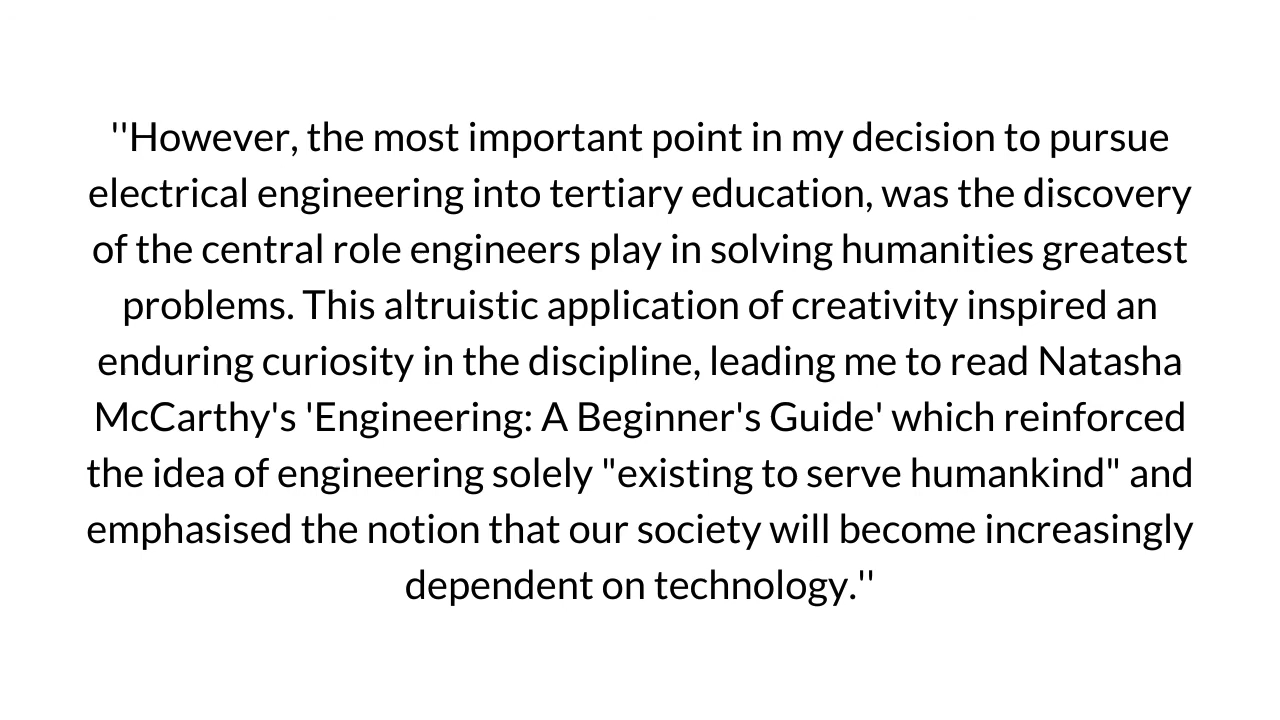 ''However, the most important point in my decision to pursue
electrical engineering into tertiary education, was the discovery
of the central role engineers play in solving humanities greatest
problems. This altruistic application of creativity inspired an
enduring curiosity in the discipline, leading me to read Natasha
McCarthy's 'Engineering: A Beginner's Guide' which reinforced
the idea of engineering solely "existing to serve humankind" and
emphasised the notion that our society will become increasingly
dependent on technology.''